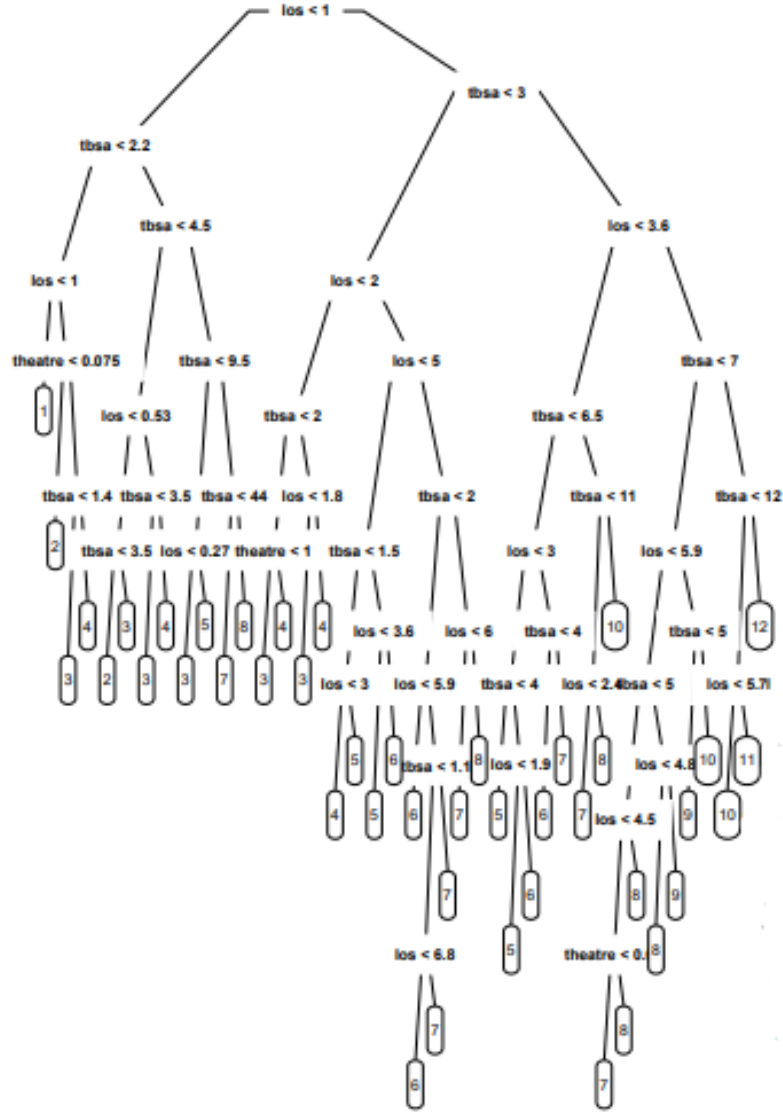 los < 1
tbsa < 3
tbsa < 2.2
tbsa < 4.5 los < 3.6
los < 1 los < 2
theatre < 0.075 tbsa < 9.5 los < 5 tbsa < 7
1 los < 0.53 tbsa < 2 tbsa < 6.5
tbsa < 1.4 tbsa < 3.5 tbsa < 44 los < 1.8 tbsa < 2 tbsa < 11 tbsa < 12
2 tbsa < 3.5 los < 0.27 theatre < 1 tbsa < 1.5 los < 3 los < 5.9
4 3 4 5 8 4 4 los < 3.6 los < 6 tbsa < 4 10 tbsa < 5 12
3 2 3 3 7 3 3 los < 3 los < 5.9 tbsa < 4 los < 2.4 tbsa < 5 los < 5.7
5 6 tbsa < 1.1 8 los < 1.9 7 8 los < 4.8 10 11
4 5 6 7 5 6 7 los < 4.5 9 10
7 6 8 9
los < 6.8 5 theatre < 0. 8
7 8
6 7